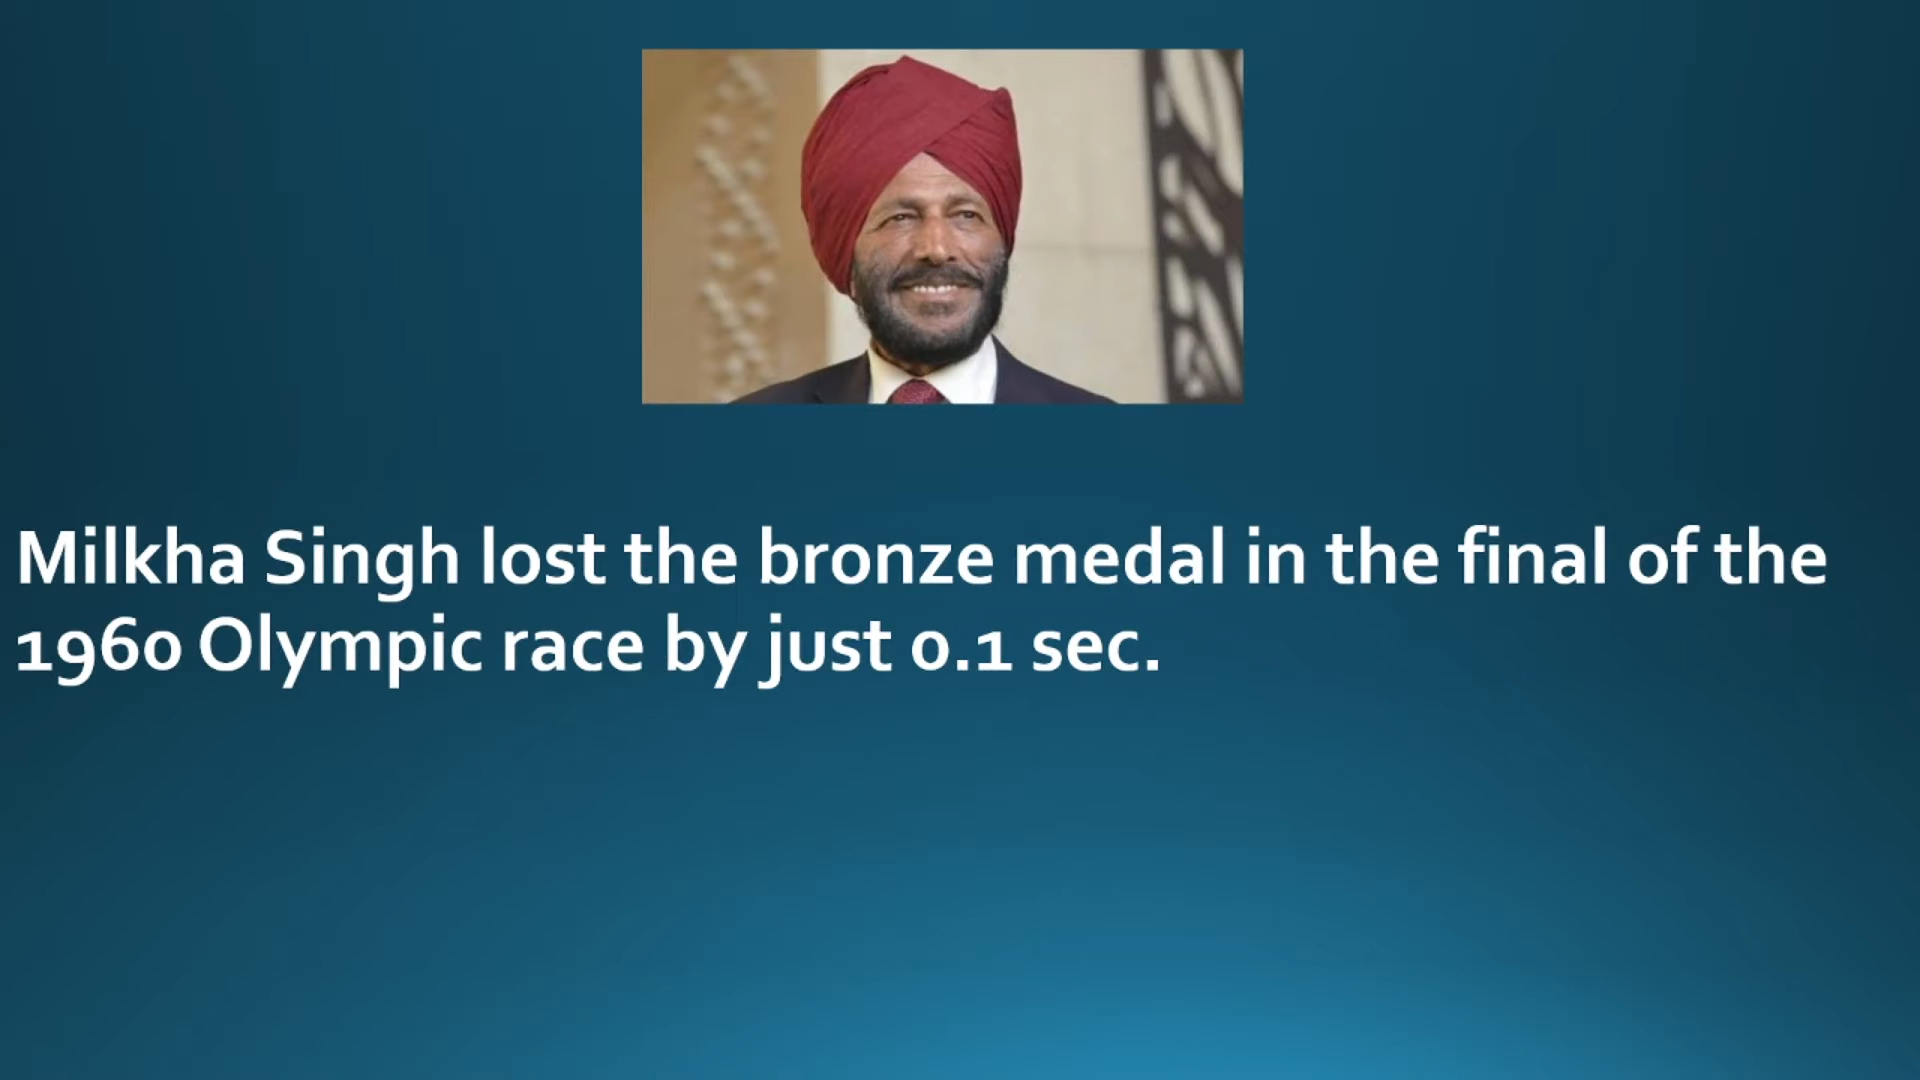 Milkha Singh lost the bronze medal in the final of the
1960 Olympic race by just 0.1 sec.